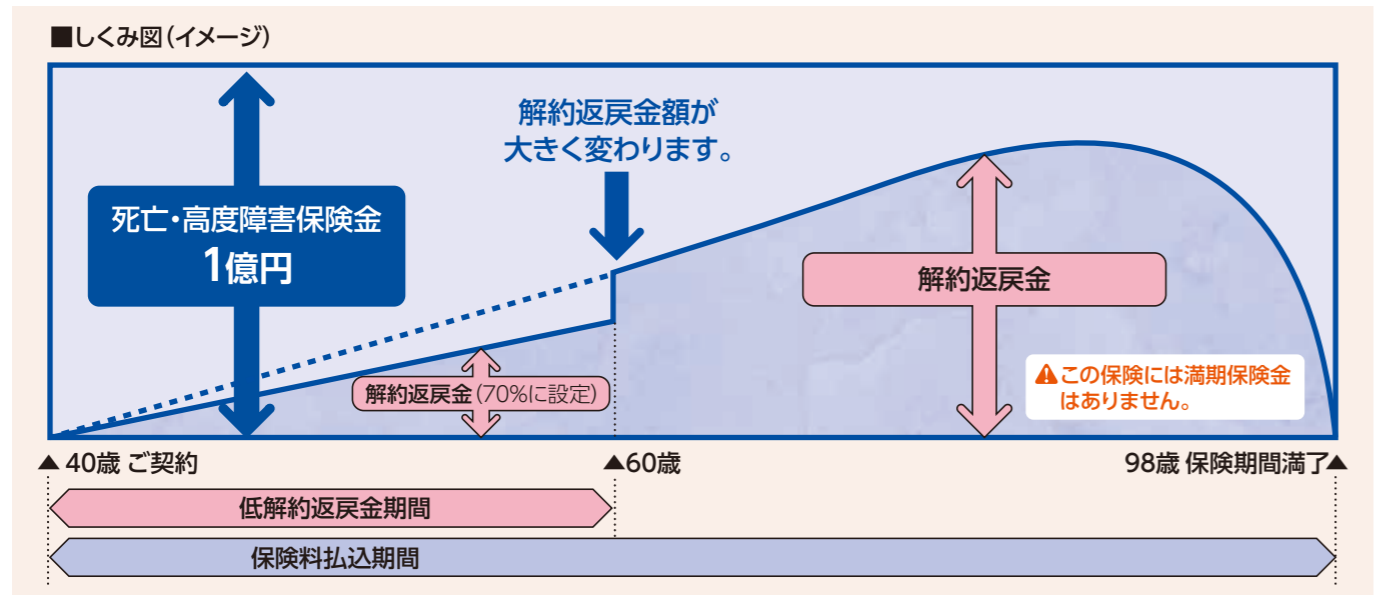 ■しくみ図(イメージ)
解約返戻金額が
大きく変わります。
死亡・高度障害保険金
1億円
解約返戻金
解約返戻金(70%に設定)
⚠この保険には満期保険金
はありません。
▲ 40歳 ご契約
▲60歳
98歳 保険期間満了▲
低解約返戻金期間
保険料払込期間